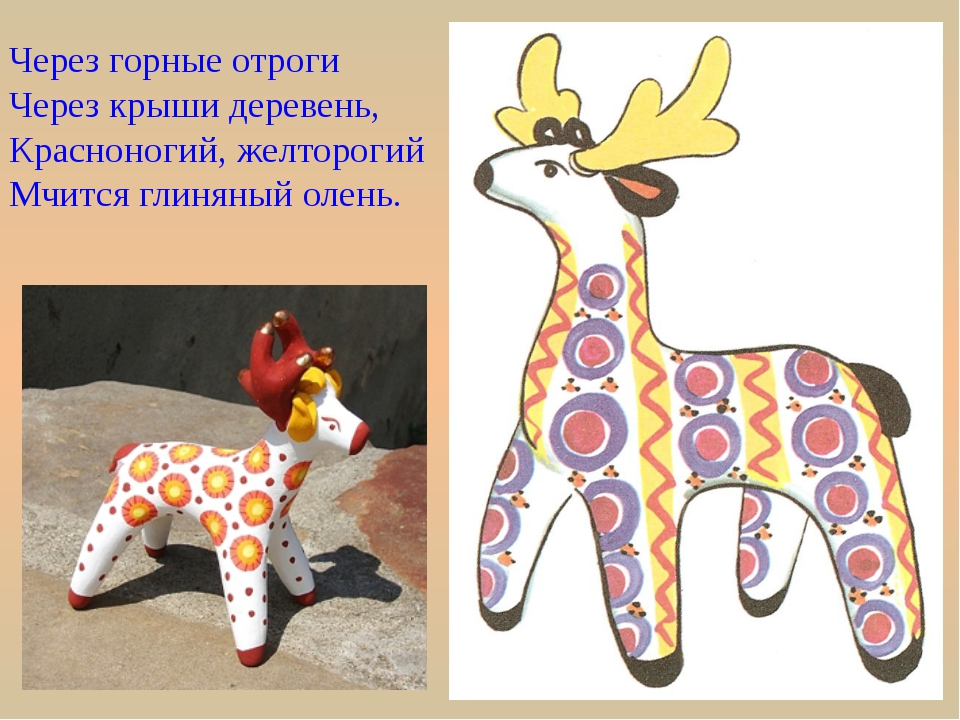 Через горные отроги
Через крыши деревень,
Красноногий, желторогий
Мчится глиняный олень.